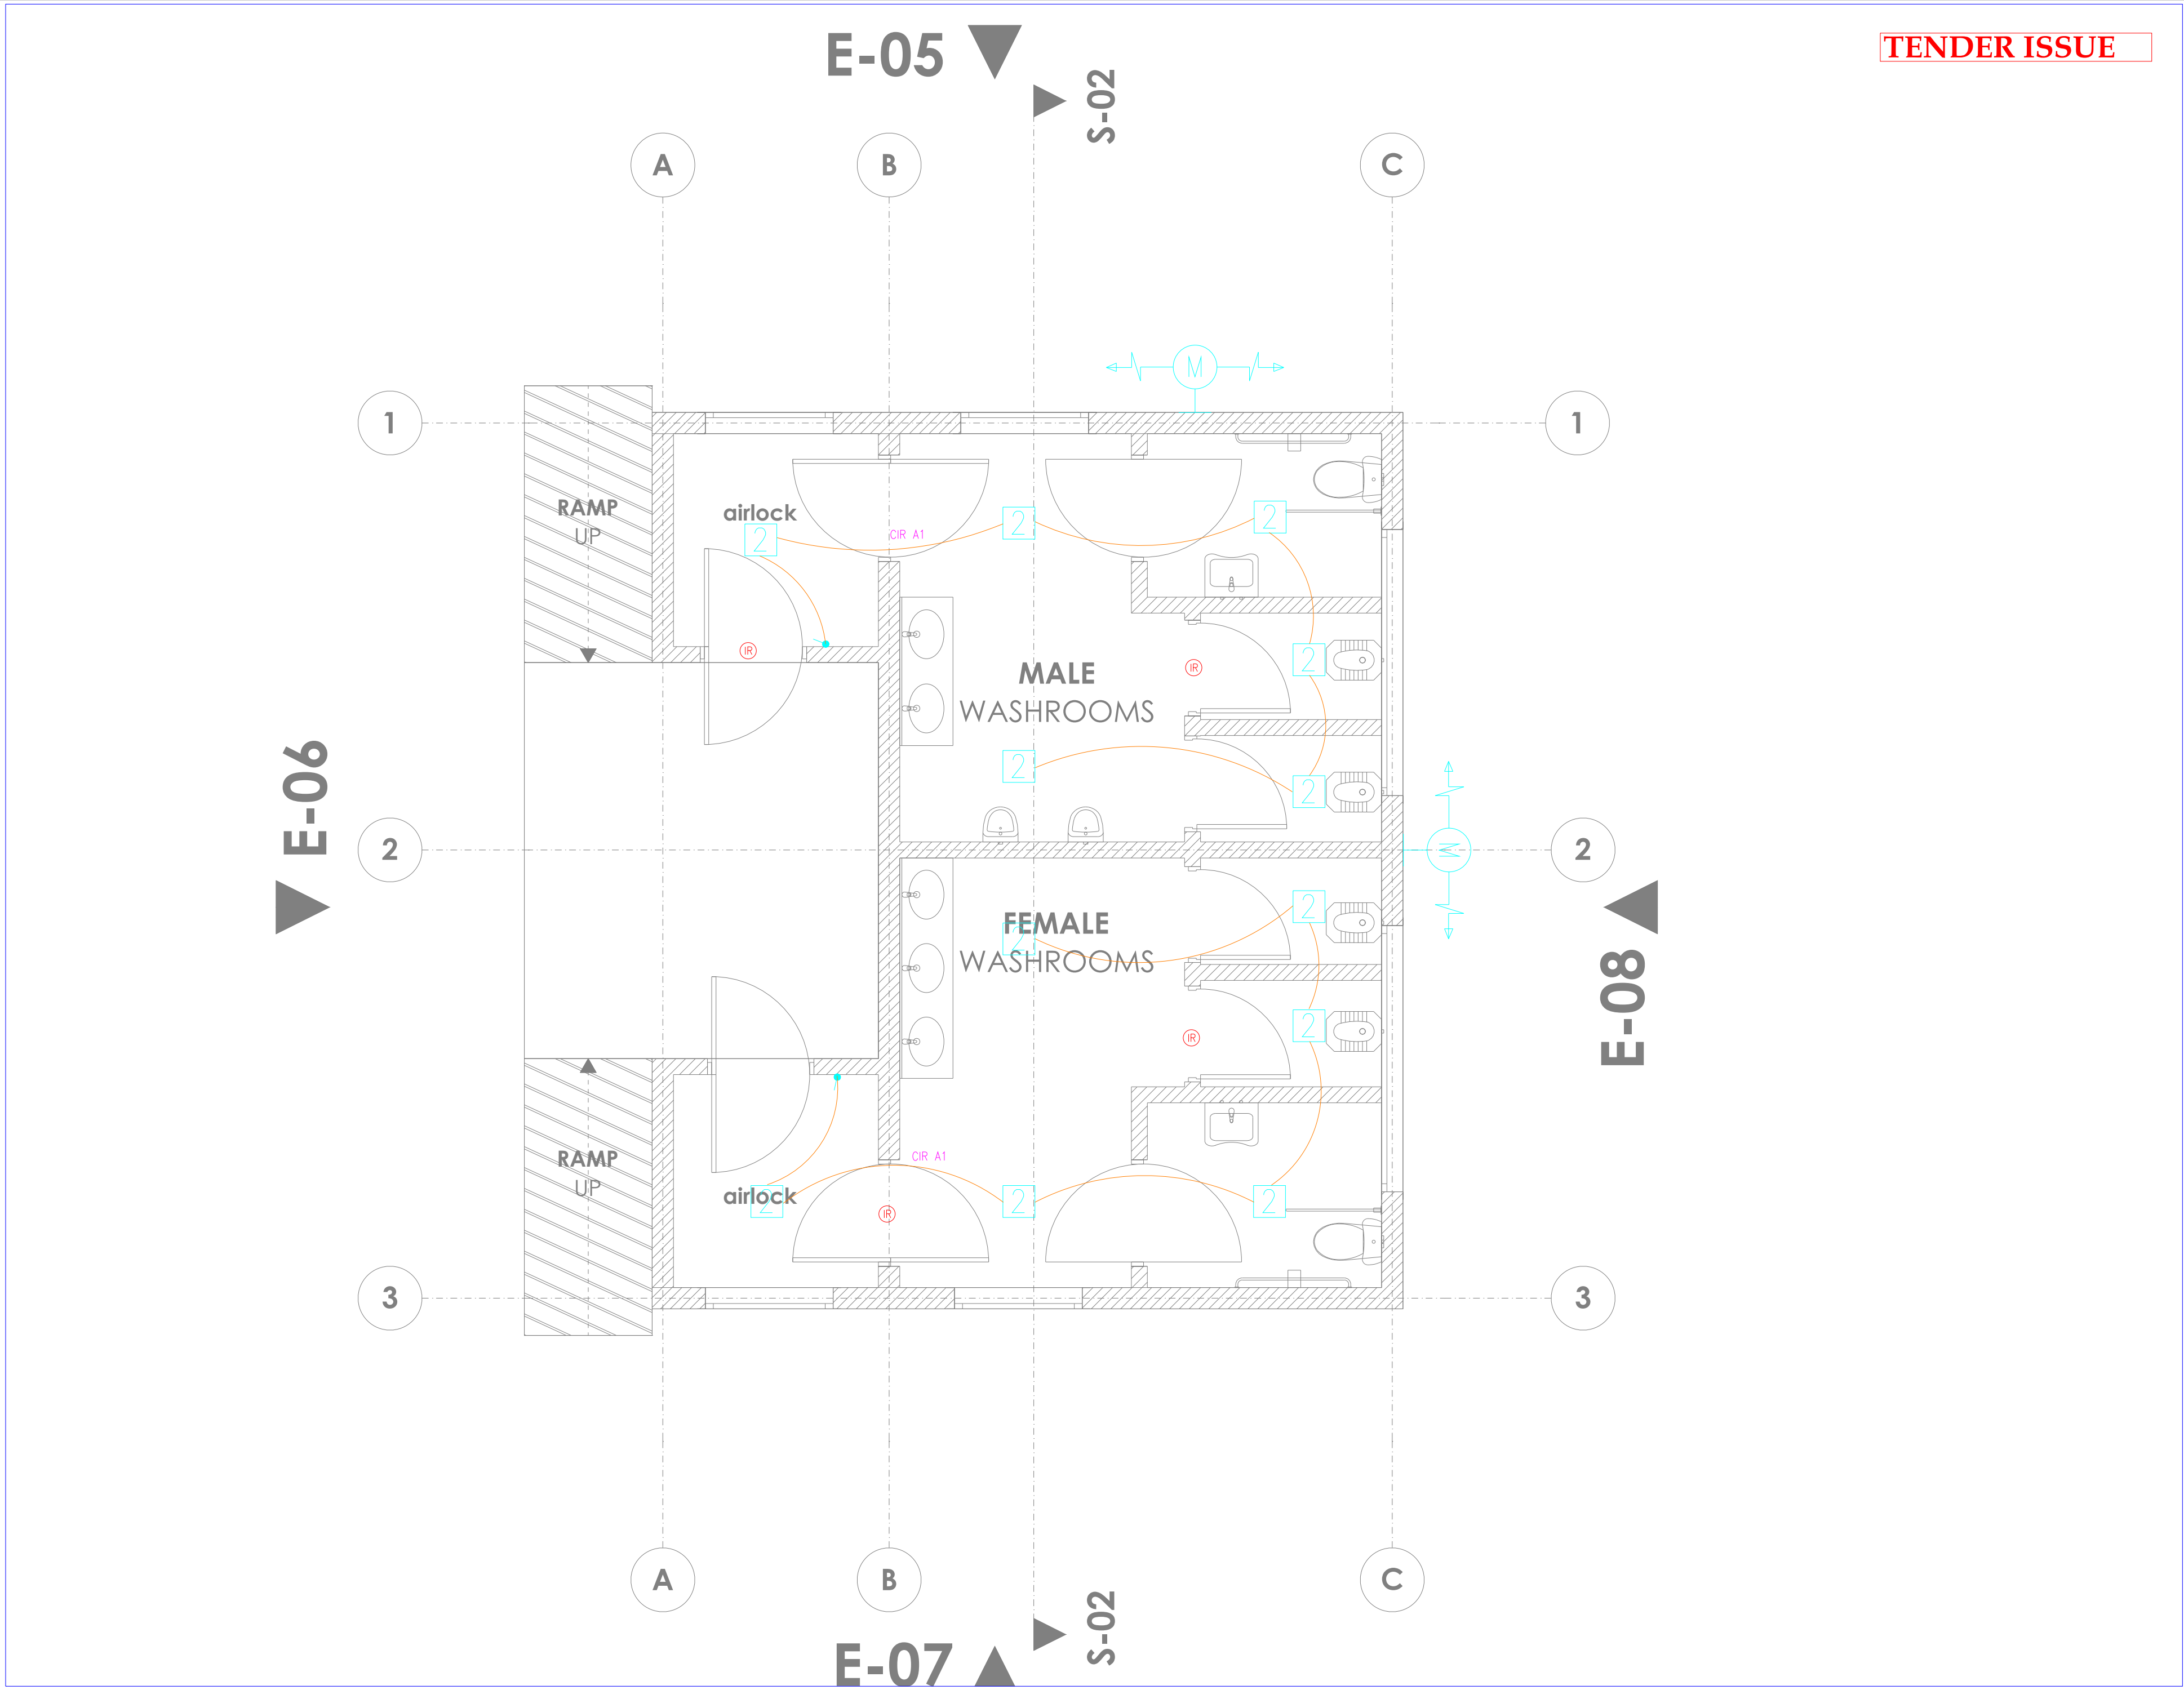 E-05
TENDER ISSUE
S-02
A
B
C
M
1
1
RAMP
UP
airlock
CIR A1
2
2
2
IR
IR
2
MALE
WASHROOMS
2
2
E-06
2
2
M
2
FEMALE
2
WASHROOMS
E-08
2
IR
RAMP
UP
CIR A1
airlock
2
2
2
IR
3
3
A
B
C
S-02
E-07